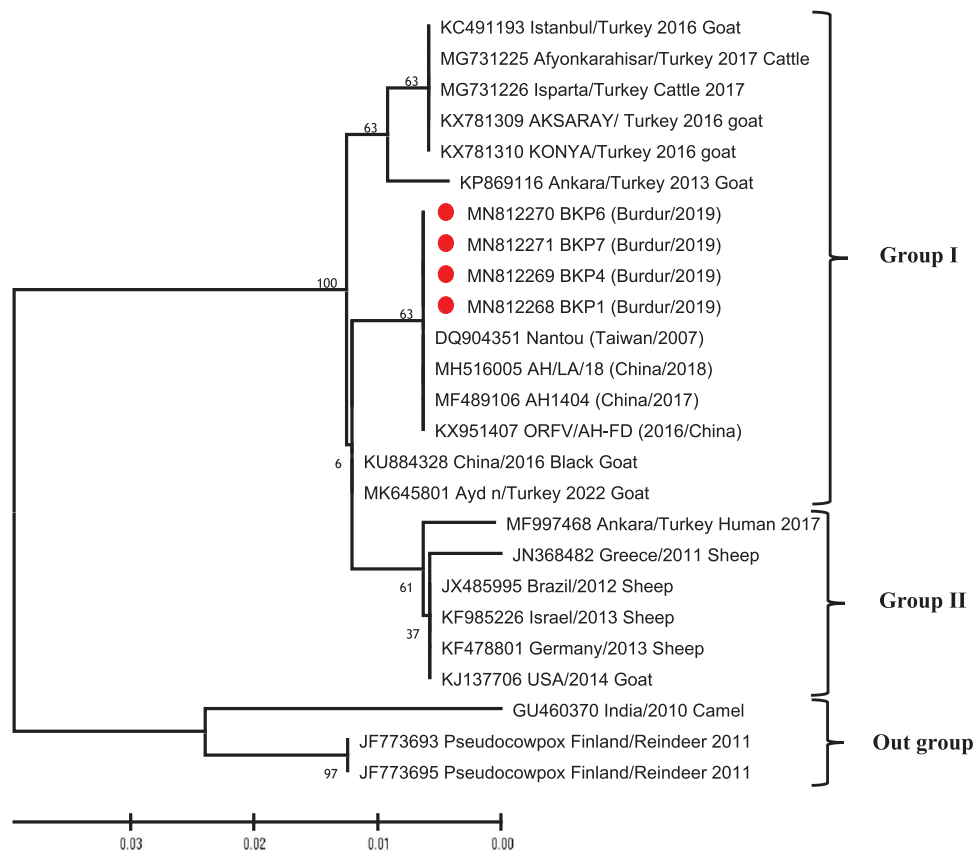 KC491193 Istanbul/Turkey 2016 Goat
MG731225 Afyonkarahisar/Turkey 2017 Cattle
63
MG731226 Isparta/Turkey Cattle 2017
KX781309 AKSARAY/ Turkey 2016 goat
63
KX781310 KONYA/Turkey 2016 goat
KP869116 Ankara/Turkey 2013 Goat
MN812270 BKP6 (Burdur/2019)
MN812271 BKP7 (Burdur/2019)
Group I
MN812269 BKP4 (Burdur/2019)
100
MN812268 BKP1 (Burdur/2019)
63
DQ904351 Nantou (Taiwan/2007)
MH516005 AH/LA/18 (China/2018)
MF489106 AH1404 (China/2017)
KX951407 ORFV/AH-FD (2016/China)
6
KU884328 China/2016 Black Goat
MK645801 Ayd n/Turkey 2022 Goat
MF997468 Ankara/Turkey Human 2017
JN368482 Greece/2011 Sheep
61
JX485995 Brazil/2012 Sheep
Group II
KF985226 Israel/2013 Sheep
37
KF478801 Germany/2013 Sheep
KJ137706 USA/2014 Goat
GU460370 India/2010 Camel
JF773693 Pseudocowpox Finland/Reindeer 2011
Out group
97
JF773695 Pseudocowpox Finland/Reindeer 2011
0.03 0.02 0.01 0.00